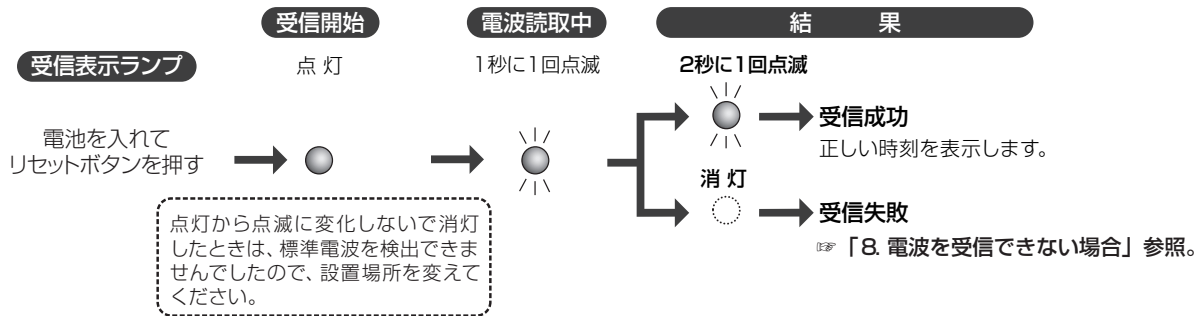 受信開始
電波読取中
結 果
受信表示ランプ
点 灯
1秒に1回点滅
2秒に1回点滅
電池を入れて
リセットボタンを押す
受信成功
正しい時刻を表示します。
消 灯
受信失敗
☞「8. 電波を受信できない場合」参照。
点灯から点滅に変化しないで消灯
したときは、標準電波を検出できま
せんでしたので、設置場所を変えて
ください。